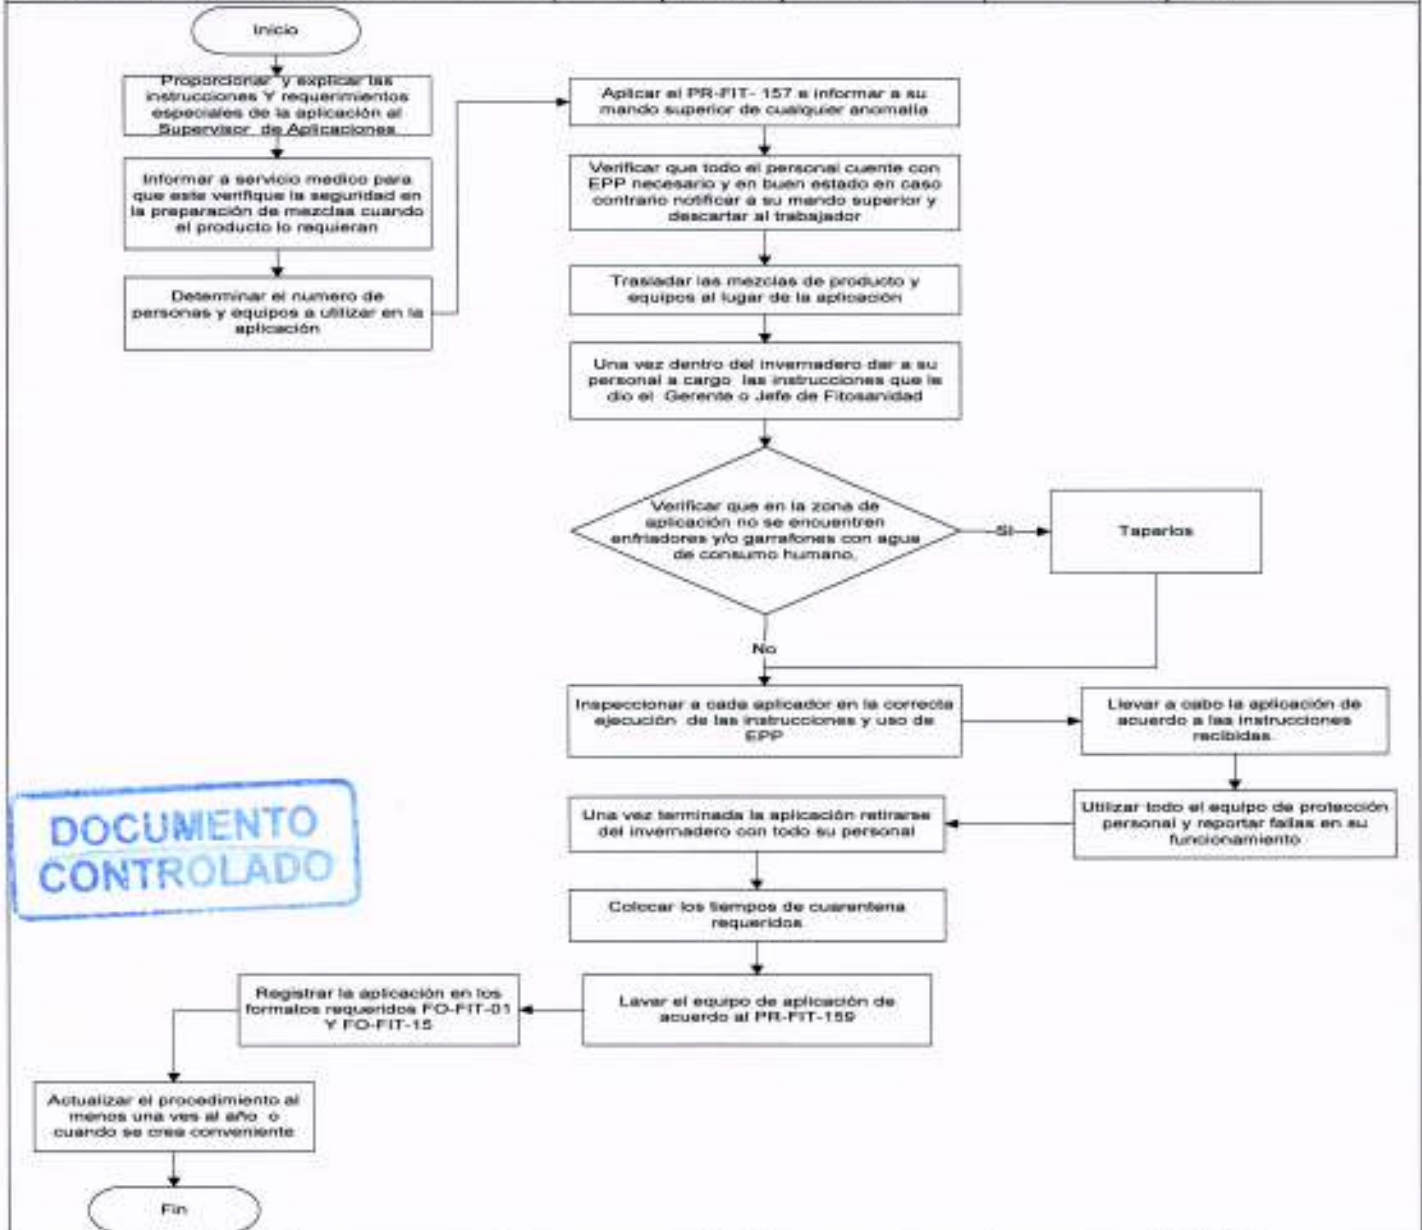 Inicio
Proporcionar y explicar las
instrucciones Y requerimientos
especiales de la aplicación al
Supervisor de Aplicaciones
Informar a servicio medico para
que este verifique la seguridad en
la preparación de mezclas cuando
el producto lo requieran
Determinar el numero de
personas y equipos a utilizar en la
aplicación
Aplicar el PR-FIT- 157 e informar a su
mando superior de cualquier anomalía
Verificar que todo el personal cuente con
EPP necesario y en buen estado en caso
contrario notificar a su mando superior y
descartar al trabajador
Trasladar las mezclas de producto y
equipos al lugar de la aplicación
Una vez dentro del invernadero dar a su
personal a cargo las instrucciones que le
dio el Gerente o Jefe de Fitosanidad
Verificar que en la zona de
aplicación no se encuentren
enfriadores y/o garrafones con agua
de consumo humano.
SI
Taparlos
No
Inspeccionar a cada aplicador en la correcta
ejecución de las instrucciones y uso de
EPP
Llevar a cabo la aplicación de
acuerdo a las instrucciones
recibidas.
Utilizar todo el equipo de protección
personal y reportar fallas en su
funcionamiento
Una vez terminada la aplicación retirarse
del invernadero con todo su personal
DOCUMENTO
CONTROLADO
Colocar los tiempos de cuarentena
requeridos
Lavar el equipo de aplicación de
acuerdo al PR-FIT-159
Registrar la aplicación en los
formatos requeridos FO-FIT-01
Y FO-FIT-15
Actualizar el procedimiento al
menos una ves al año o
cuando se crea conveniente
Fin